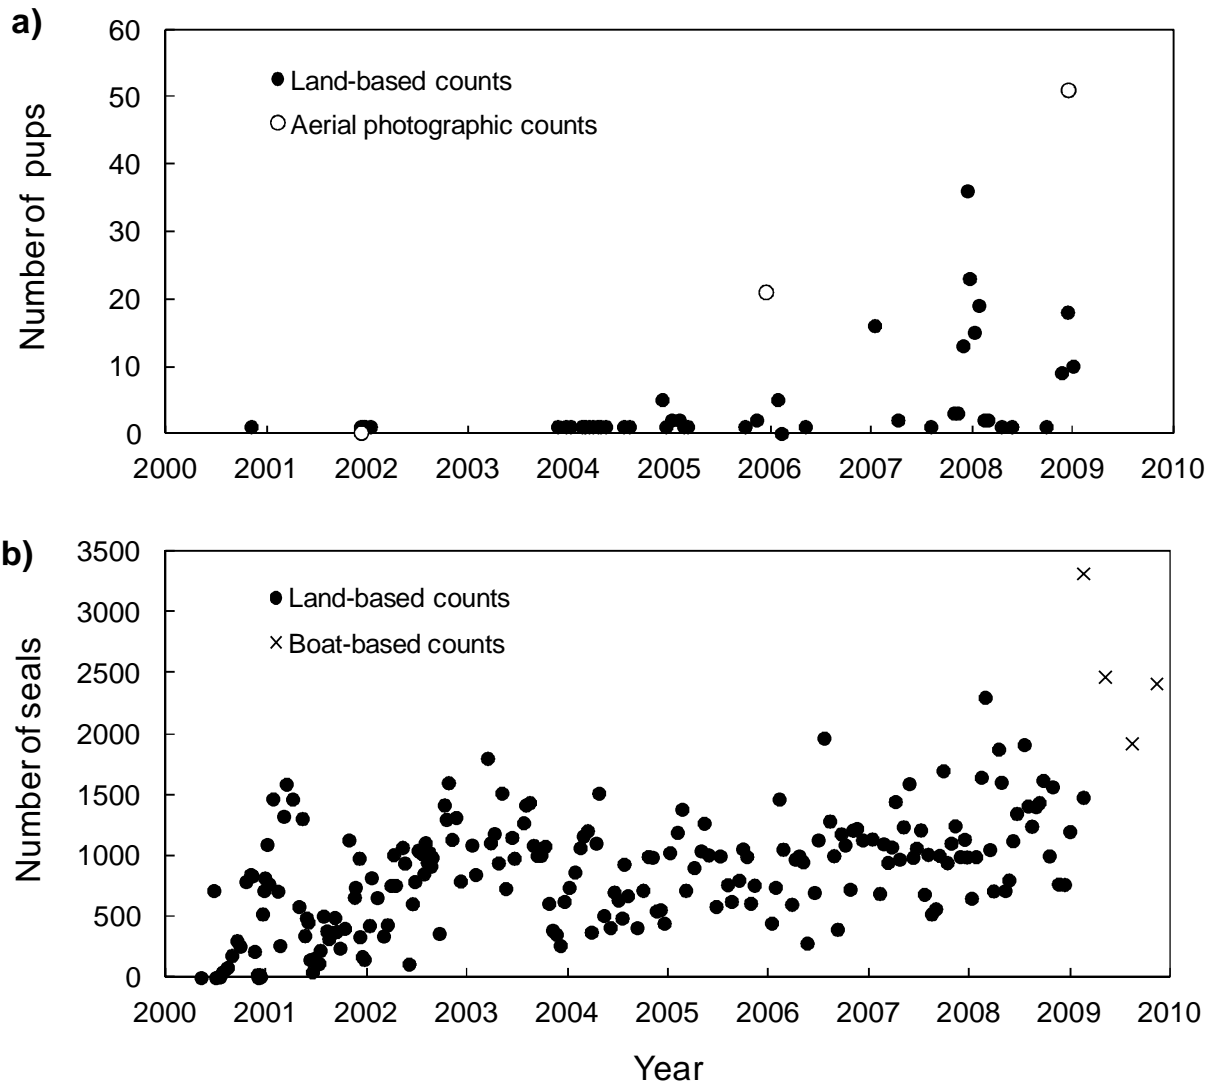 a)
60
50
40
30
20
10
0
Number of pups
Land-based counts
Aerial photographic counts
2000 2001 2002 2003 2004 2005 2006 2007 2008 2009 2010
b)
3500
3000
2500
2000
1500
1000
500
0
Number of seals
Land-based counts
Boat-based counts
2000 2001 2002 2003 2004 2005 2006 2007 2008 2009 2010
Year